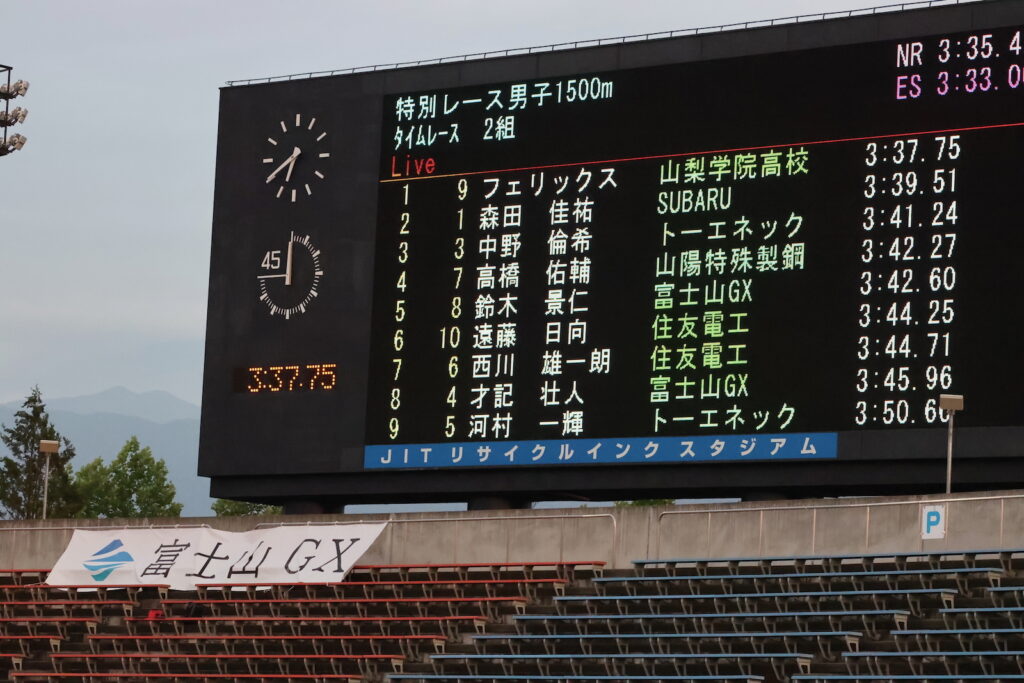 NR 3:35.4
ES 3:33.0
特別レース男子1500m
タイムレース 2組
Live
1 9 フェリックス 山梨学院高校 3:37.75
2 1 森田 佳祐 SUBARU 3:39.51
3 3 中野 倫希 トーエネック 3:41.24
4 7 高橋 佑輔 山陽特殊製鋼 3:42.27
5 8 鈴木 景仁 富士山GX 3:42.60
6 10 遠藤 日向 住友電工 3:44.25
7 6 西川 雄一朗 住友電工 3:44.71
8 4 才記 壮人 富士山GX 3:45.96
9 5 河村 一輝 トーエネック 3:50.6
45
3:37.75
JITリサイクルインクスタジアム
P
富士山GX